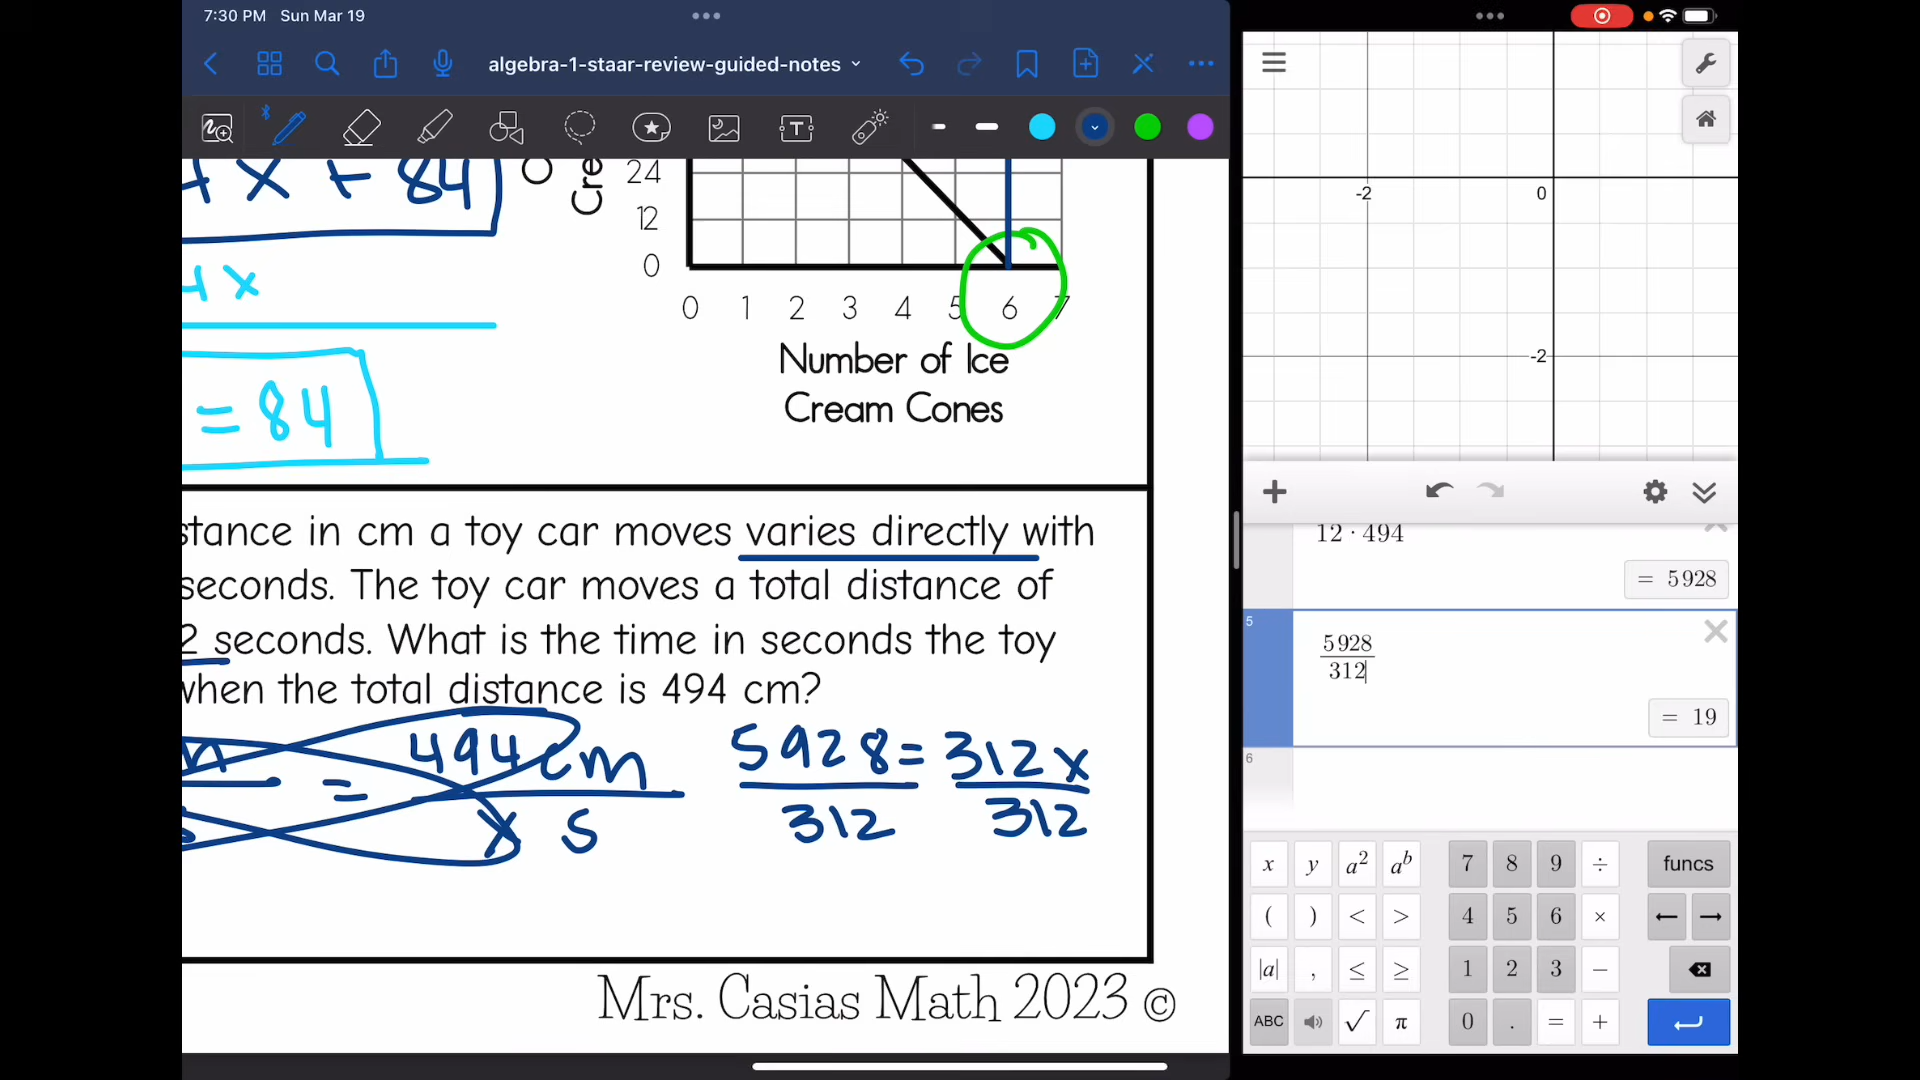 7:30 PM Sun Mar 19
algebra-1-staar-review-guided-notes
4x + 84
4x
= 84
Cre
24
12
0
0 1 2 3 4 5 6 7
Number of Ice
Cream Cones
stance in cm a toy car moves varies directly with
seconds. The toy car moves a total distance of
2 seconds. What is the time in seconds the toy
when the total distance is 494 cm?
= 494 cm / x s
5928 = 312x
312 312
Mrs. Casias Math 2023 ©
-2 0
-2
12 · 494
= 5928
5
5928
312
= 19
6
x y a² aᵇ 7 8 9 ÷ funcs
( ) < > 4 5 6 × ← →
|a| , ≤ ≥ 1 2 3 −
ABC √ π 0 . = +